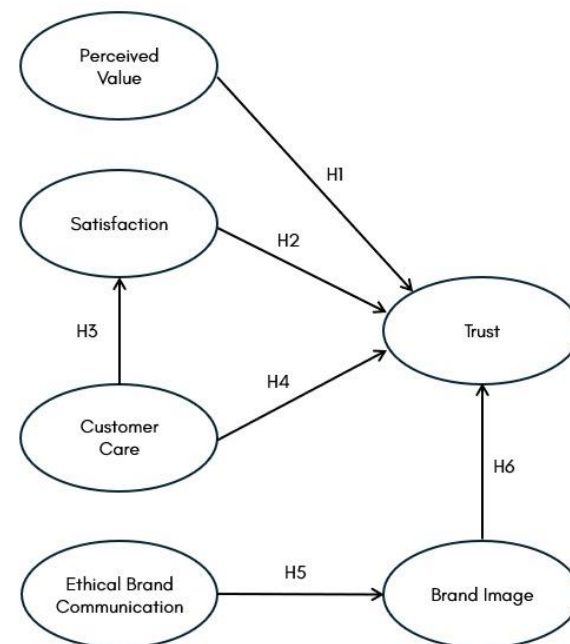 Perceived
Value
H1
Satisfaction
H2
H3
Trust
H4
Customer
Care
H6
H5
Ethical Brand
Communication
Brand Image